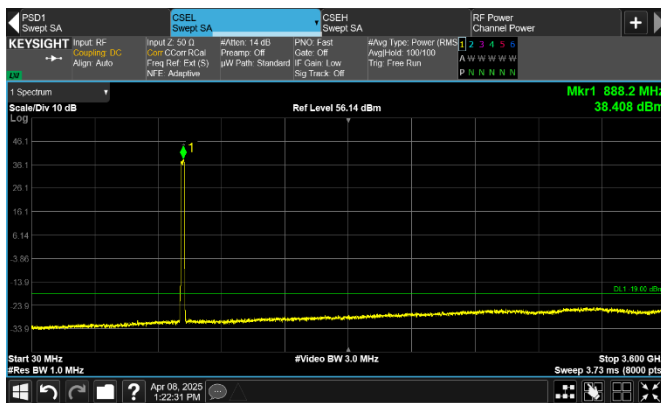 PSD1
Swept SA
CSEL
Swept SA
CSEH
Swept SA
RF Power
Channel Power
KEYSIGHT
Input: RF
Coupling: DC
Align: Auto
Input Z: 50 Ω
Corr CCorr RCal
Freq Ref: Ext (S)
NFE: Adaptive
#Atten: 14 dB
Preamp: Off
µW Path: Standard
PNO: Fast
Gate: Off
IF Gain: Low
Sig Track: Off
#Avg Type: Power (RMS
Avg|Hold: 100/100
Trig: Free Run
1 2 3 4 5 6
A W W W W W
P N N N N N
1 Spectrum
Scale/Div 10 dB
Log
Ref Level 56.14 dBm
Mkr1 888.2 MHz
38.408 dBm
46.1
36.1
26.1
16.1
6.14
-3.86
-13.9
-23.9
-33.9
1
Start 30 MHz
#Res BW 1.0 MHz
#Video BW 3.0 MHz
Stop 3.600 GH
Sweep 3.73 ms (8000 pts
Apr 08, 2025
1:22:31 PM